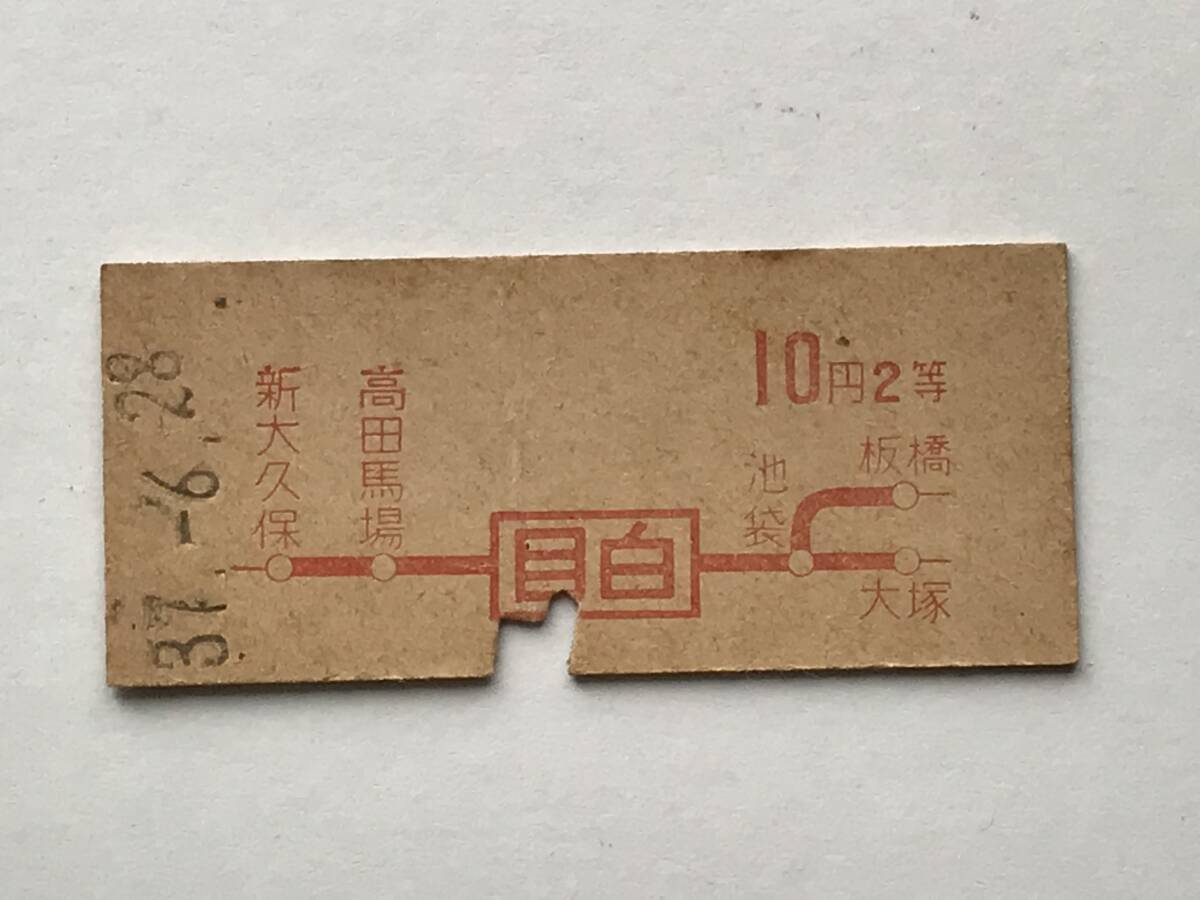 37.-6.28
新大久保
高田馬場
目白
10円2等
池袋
板橋
大塚